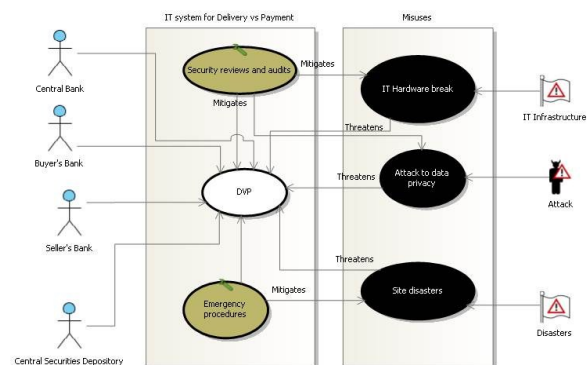 IT system for Delivery vs Payment
Misuses
Security reviews and audits
Mitigates
IT Hardware break
Central Bank
Mitigates
IT Infrastructure
Threatens
Buyer's Bank
Attack to data
privacy
Threatens
DVP
Attack
Seller's Bank
Threatens
Emergency
procedures
Mitigates
Site disasters
Disasters
Central Securities Depository